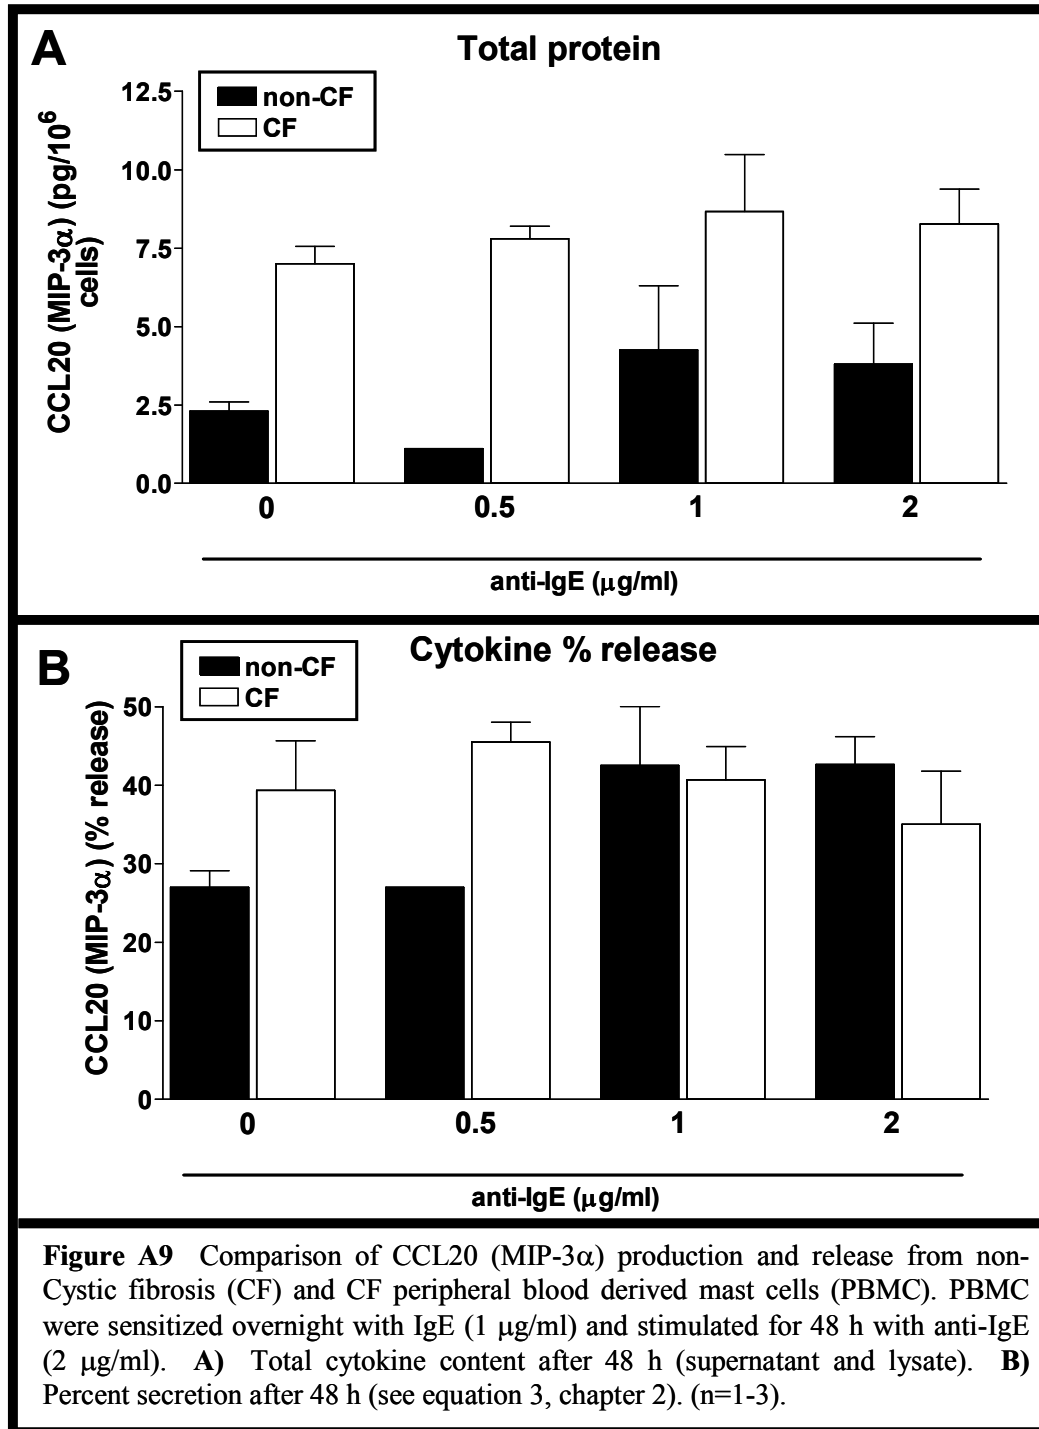 A
Total protein
non-CF
CF
CCL20 (MIP-3α) (pg/10⁶
cells)
12.5
10.0
7.5
5.0
2.5
0.0
0 0.5 1 2
anti-IgE (μg/ml)
B
Cytokine % release
non-CF
CF
CCL20 (MIP-3α) (% release)
50
40
30
20
10
0
0 0.5 1 2
anti-IgE (μg/ml)
Figure A9 Comparison of CCL20 (MIP-3α) production and release from non-
Cystic fibrosis (CF) and CF peripheral blood derived mast cells (PBMC). PBMC
were sensitized overnight with IgE (1 μg/ml) and stimulated for 48 h with anti-IgE
(2 μg/ml). A) Total cytokine content after 48 h (supernatant and lysate). B)
Percent secretion after 48 h (see equation 3, chapter 2). (n=1-3).